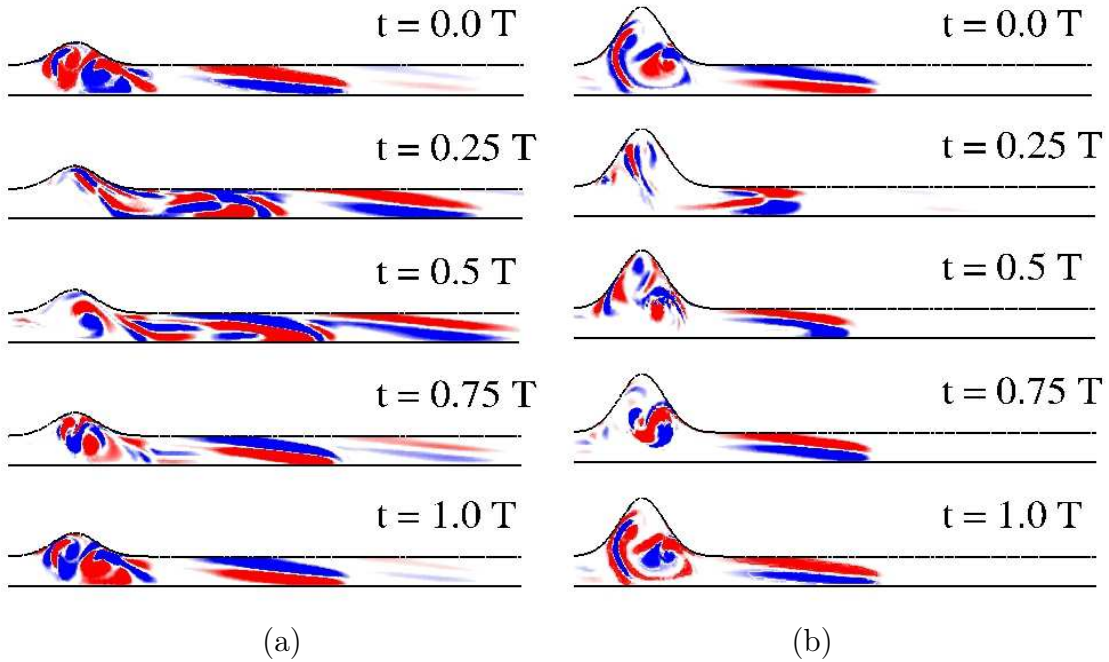 t = 0.0 T
t = 0.25 T
t = 0.5 T
t = 0.75 T
t = 1.0 T
(a)
t = 0.0 T
t = 0.25 T
t = 0.5 T
t = 0.75 T
t = 1.0 T
(b)